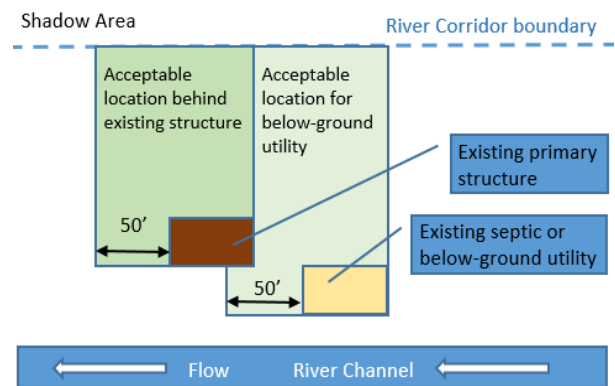 Shadow Area
River Corridor boundary
Acceptable
location behind
existing structure
Acceptable
location for
below-ground
utility
Existing primary
structure
50’
Existing septic or
below-ground utility
50’
Flow
River Channel